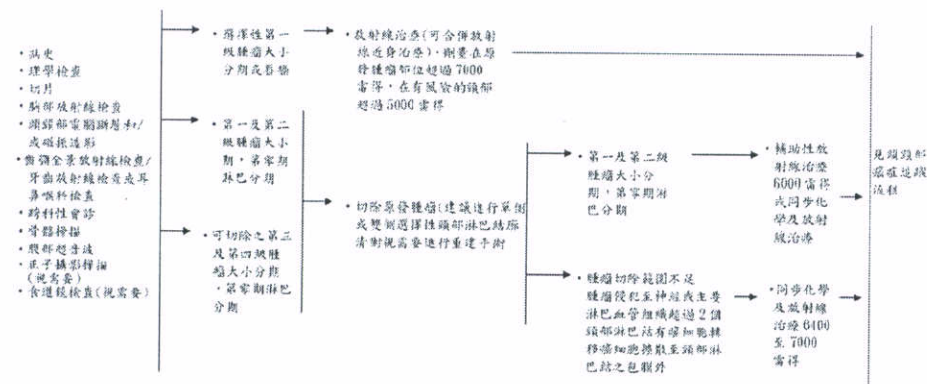 • 病史
• 理學檢查
• 切片
• 胸部放射線檢查
• 頭頸部電腦斷層和/
或磁振造影
• 齒彌全景放射線檢查/
牙齒放射線檢查或耳
鼻喉科檢查
• 跨科性會診
• 骨骼掃描
• 腹部超音波
• 正子攝影掃描
(視需要)
• 食道鏡檢查(視需要)
• 選擇性第一
級腫瘤大小
分期或唇癌
• 第一及第二
級腫瘤大小
期，第零期
淋巴分期
• 可切除之第三
及第四級腫
瘤大小分期
，第零期淋巴
分期
• 放射線治療(可合併放射
線近身治療)，劑量在原
發腫瘤部位超過7000
雷得，在有風險的頸部
超過5000雷得
• 切除原發腫瘤(建議進行單側
或雙側選擇性頸部淋巴結廓
清術視需要進行重建手術
• 第一及第二級
腫瘤大小分
期，第零期淋
巴分期
• 腫瘤切除範圍不足
腫瘤侵犯至神經或主要
淋巴血管組織超過2個
頸部淋巴結有癌細胞轉
移癌細胞擴散至頸部淋
巴結之包膜外
• 輔助性放
射線治療
6000雷得
或同步化
學及放射
線治療
• 同步化學
及放射線
治療6400
至7000
雷得
見頭頸部
癌症追蹤
流程